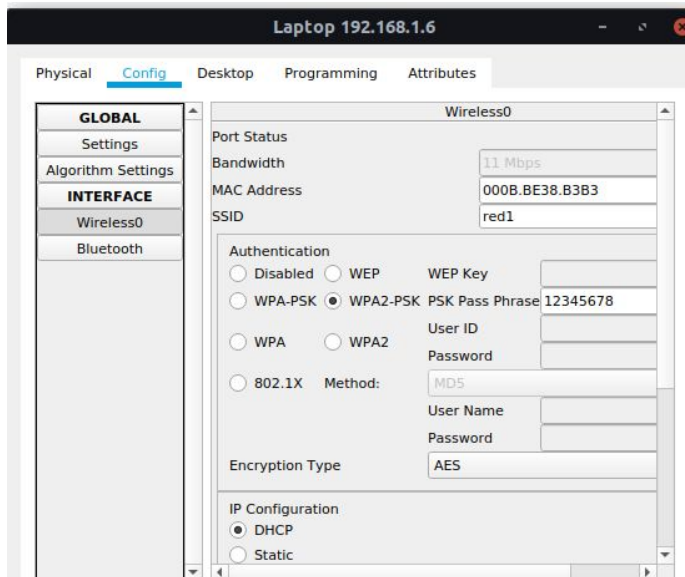 Laptop 192.168.1.6
Physical Config Desktop Programming Attributes
GLOBAL
Settings
Algorithm Settings
INTERFACE
Wireless0
Bluetooth
Wireless0
Port Status
Bandwidth 11 Mbps
MAC Address 000B.BE38.B3B3
SSID red1
Authentication
Disabled WEP WEP Key
WPA-PSK WPA2-PSK PSK Pass Phrase 12345678
User ID
WPA WPA2
Password
802.1X Method: MD5
User Name
Password
Encryption Type AES
IP Configuration
DHCP
Static